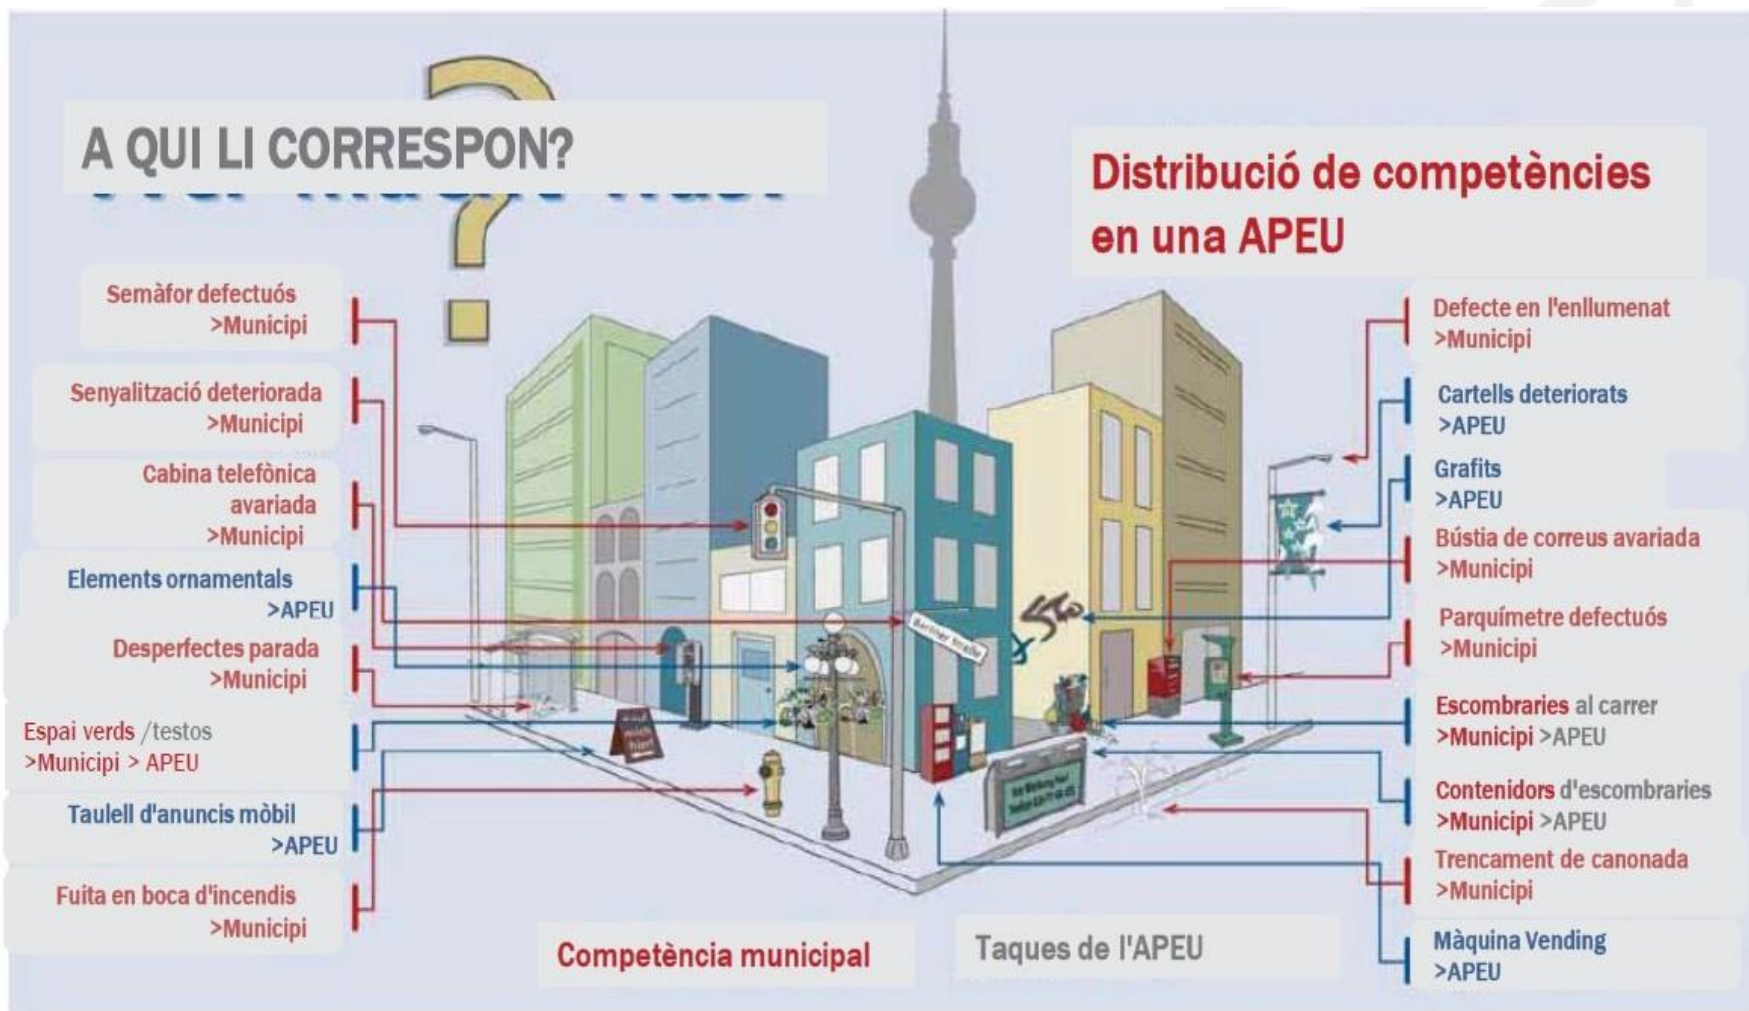 A QUI LI CORRESPON?
Distribució de competències
en una APEU
Semàfor defectuós
>Municipi
Senyalització deteriorada
>Municipi
Cabina telefònica
avariada
>Municipi
Elements ornamentals
>APEU
Desperfectes parada
>Municipi
Espai verds /testos
>Municipi > APEU
Taulell d'anuncis mòbil
>APEU
Fuita en boca d'incendis
>Municipi
Berliner Straße
Defecte en l'enllumenat
>Municipi
Cartells deteriorats
>APEU
Grafits
>APEU
Bústia de correus avariada
>Municipi
Parquímetre defectuós
>Municipi
Escombraries al carrer
>Municipi >APEU
Contenidors d'escombraries
>Municipi >APEU
Trencament de canonada
>Municipi
Màquina Vending
>APEU
Competència municipal
Taques de l'APEU